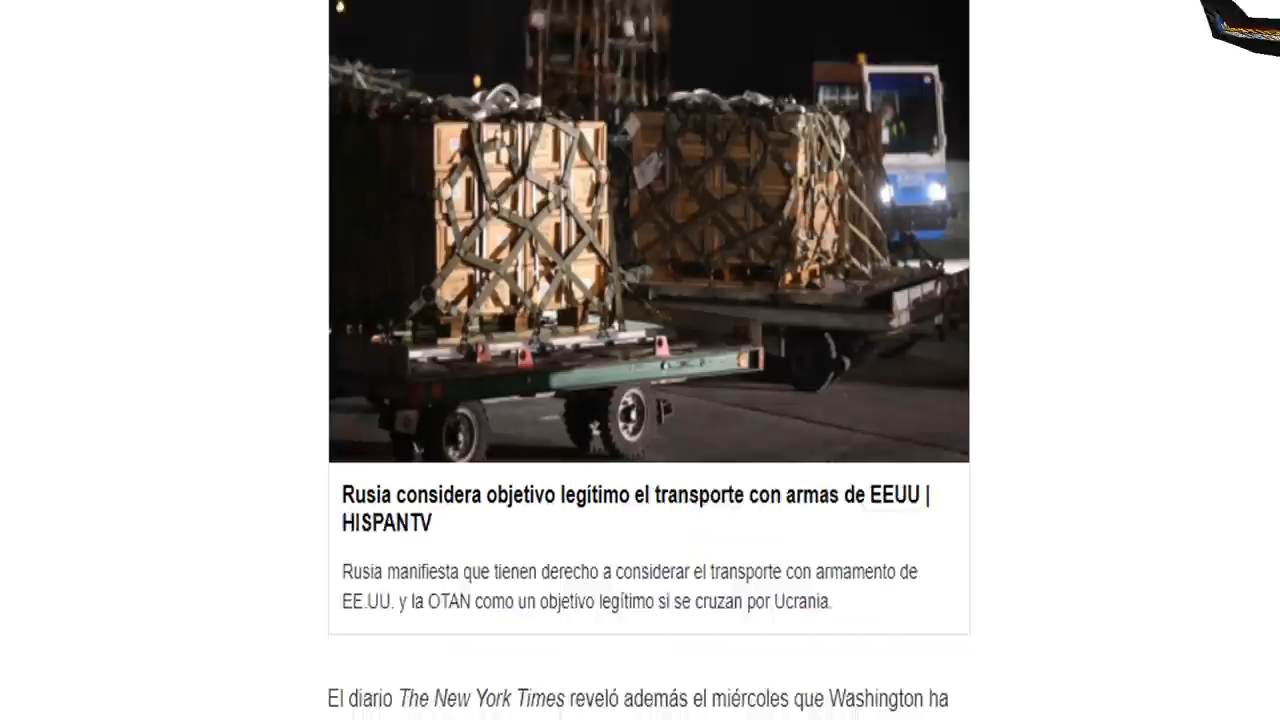 Rusia considera objetivo legítimo el transporte con armas de EEUU |
HISPANTV
Rusia manifiesta que tienen derecho a considerar el transporte con armamento de
EE.UU. y la OTAN como un objetivo legítimo si se cruzan por Ucrania.
El diario The New York Times reveló además el miércoles que Washington ha